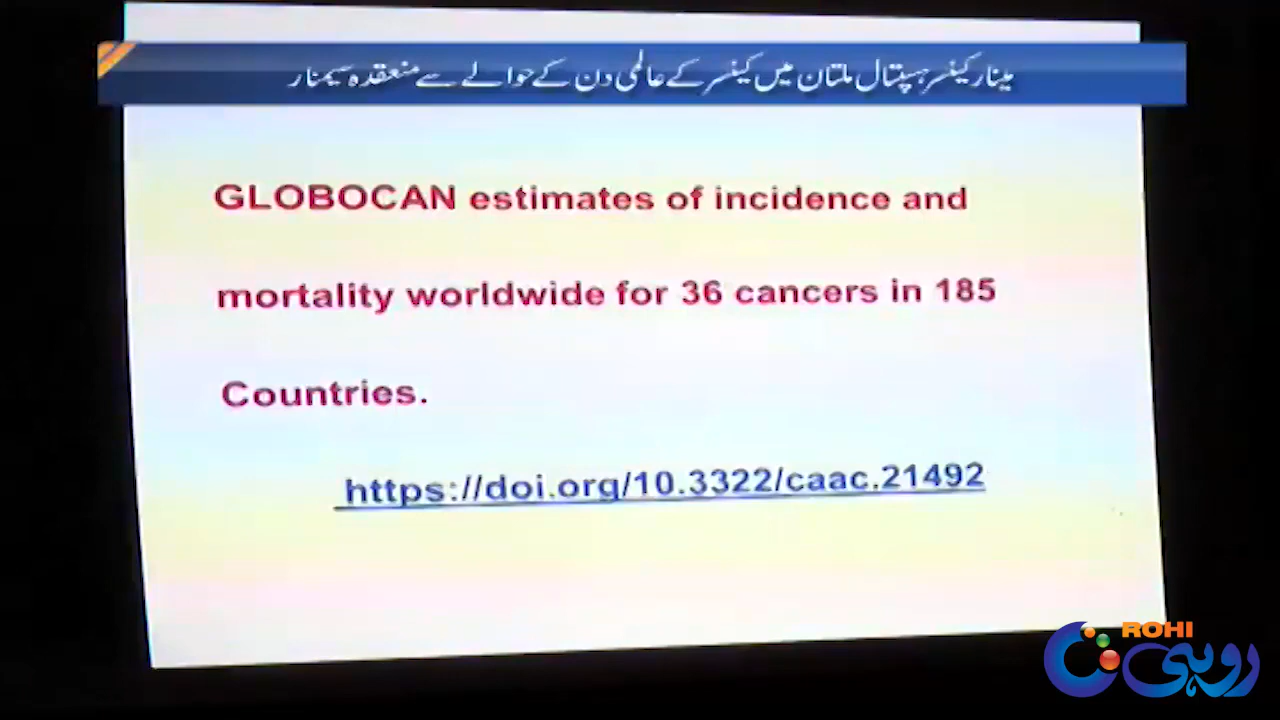 مینار کینسر ہسپتال ملتان میں کینسر کے عالمی دن کے حوالے سے منعقدہ سیمنار
GLOBOCAN estimates of incidence and
mortality worldwide for 36 cancers in 185
Countries.
https://doi.org/10.3322/caac.21492
ROHI
روہی